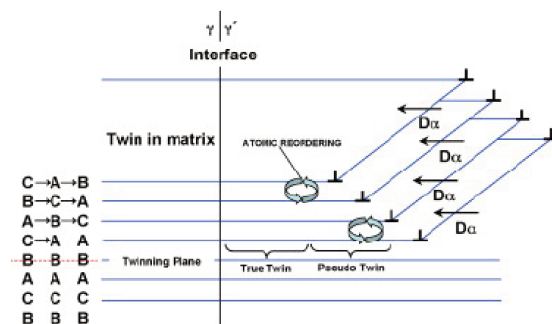 γ γ´
Interface
Dα
Twin in matrix
ATOMIC REORDERING
Dα
C→A→B
Dα
B→C→A
A→B→C
Dα
C→A A
B B B Twinning Plane True Twin Pseudo Twin
A A A
C C C
B B B